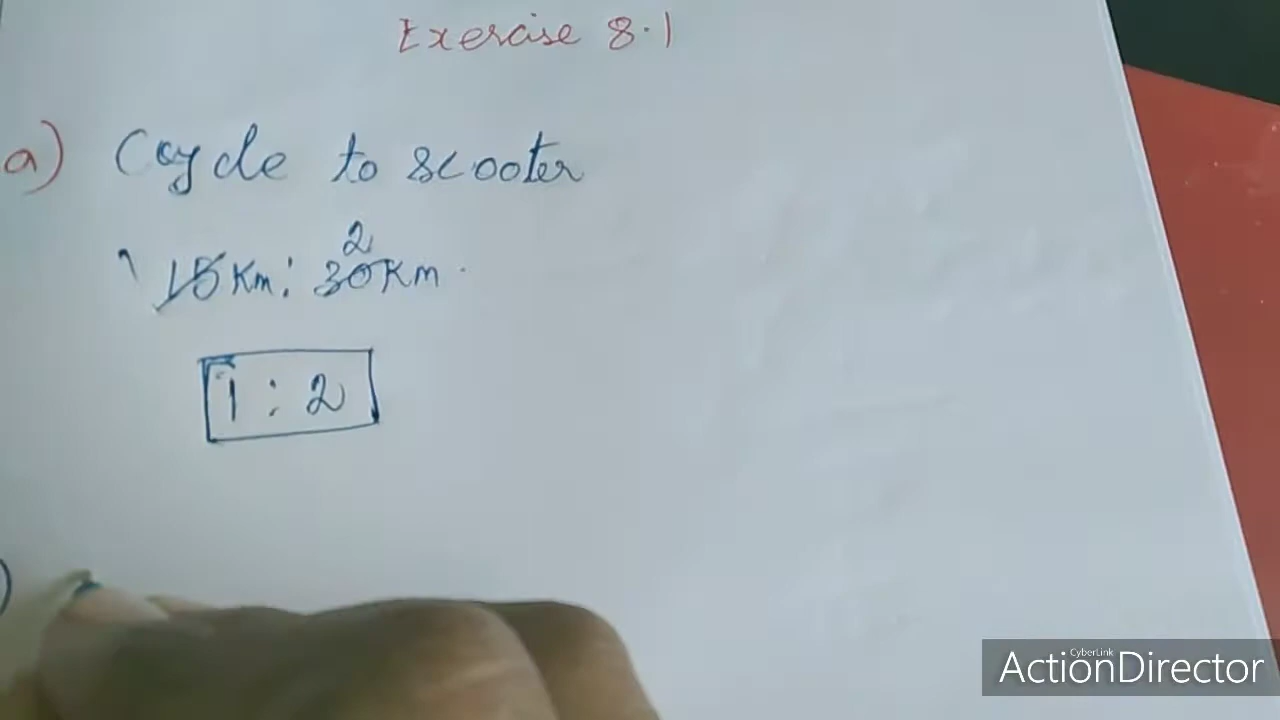 Exercise 8.1
a) Cycle to scooter
2
1 15 Km : 30 Km.
1 : 2
)
CyberLink
ActionDirector